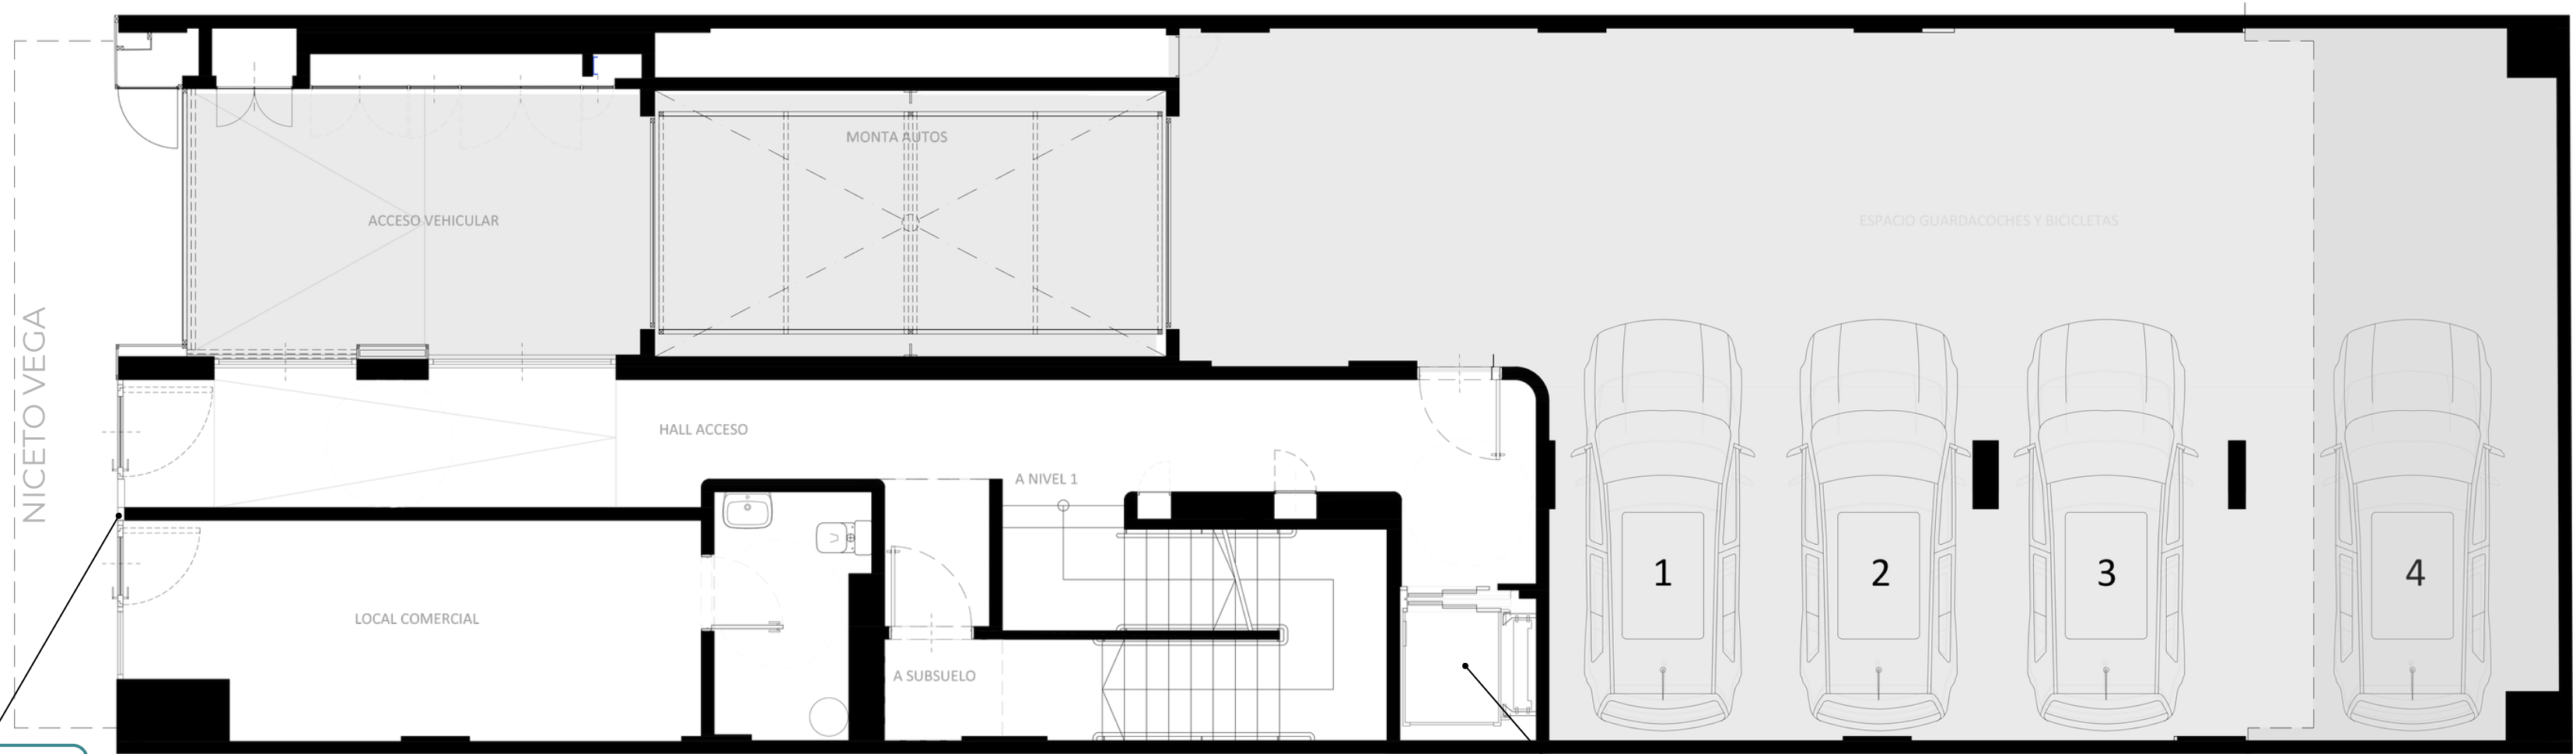 MONTA AUTOS
ACCESO VEHICULAR
ESPACIO GUARDACOCHES Y BICICLETAS
NICETO VEGA
HALL ACCESO
A NIVEL 1
LOCAL COMERCIAL
A SUBSUELO
1
2
3
4